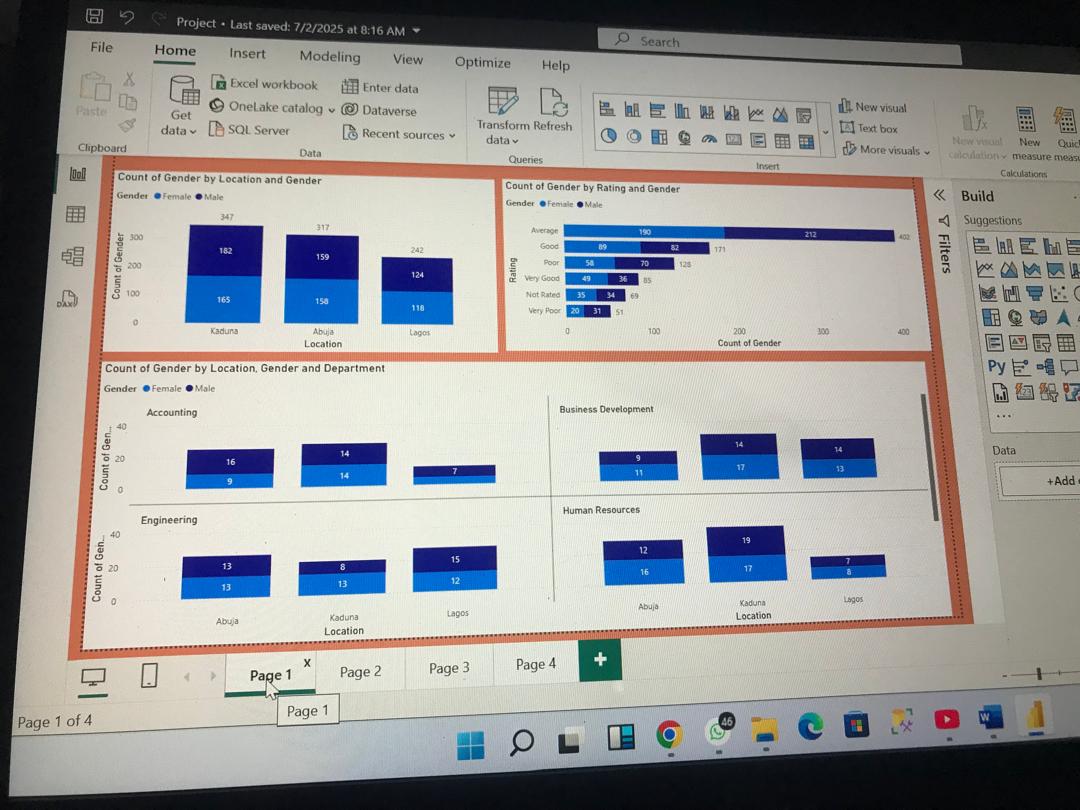 Project • Last saved: 7/2/2025 at 8:16 AM
Search
File Home Insert Modeling View Optimize Help
Paste
Clipboard
Get data
Excel workbook
OneLake catalog
SQL Server
Enter data
Dataverse
Recent sources
Data
Transform data
Refresh
Queries
New visual
Text box
More visuals
Insert
New visual calculation
New measure
Quic
measu
Calculations
Count of Gender by Location and Gender
Gender Female Male
Count of Gender
300
200
100
0
347
182
165
Kaduna
317
159
158
Abuja
242
124
118
Lagos
Location
Count of Gender by Rating and Gender
Gender Female Male
Rating
Average 190 212 402
Good 89 82 171
Poor 58 70 128
Very Good 49 36 85
Not Rated 35 34 69
Very Poor 20 31 51
0 100 200 300 400
Count of Gender
Filters
Build
Suggestions
Py
123
...
Data
+Add
DAX
Count of Gender by Location, Gender and Department
Gender Female Male
Accounting
Count of Gen...
40
20
0
16
9
14
14
7
Business Development
9
11
14
17
14
13
Engineering
Count of Gen...
40
20
0
13
13
8
13
15
12
Abuja Kaduna Lagos
Location
Human Resources
12
16
19
17
7
8
Abuja Kaduna Lagos
Location
Page 1 x
Page 2
Page 3
Page 4
+
Page 1
Page 1 of 4
46
W